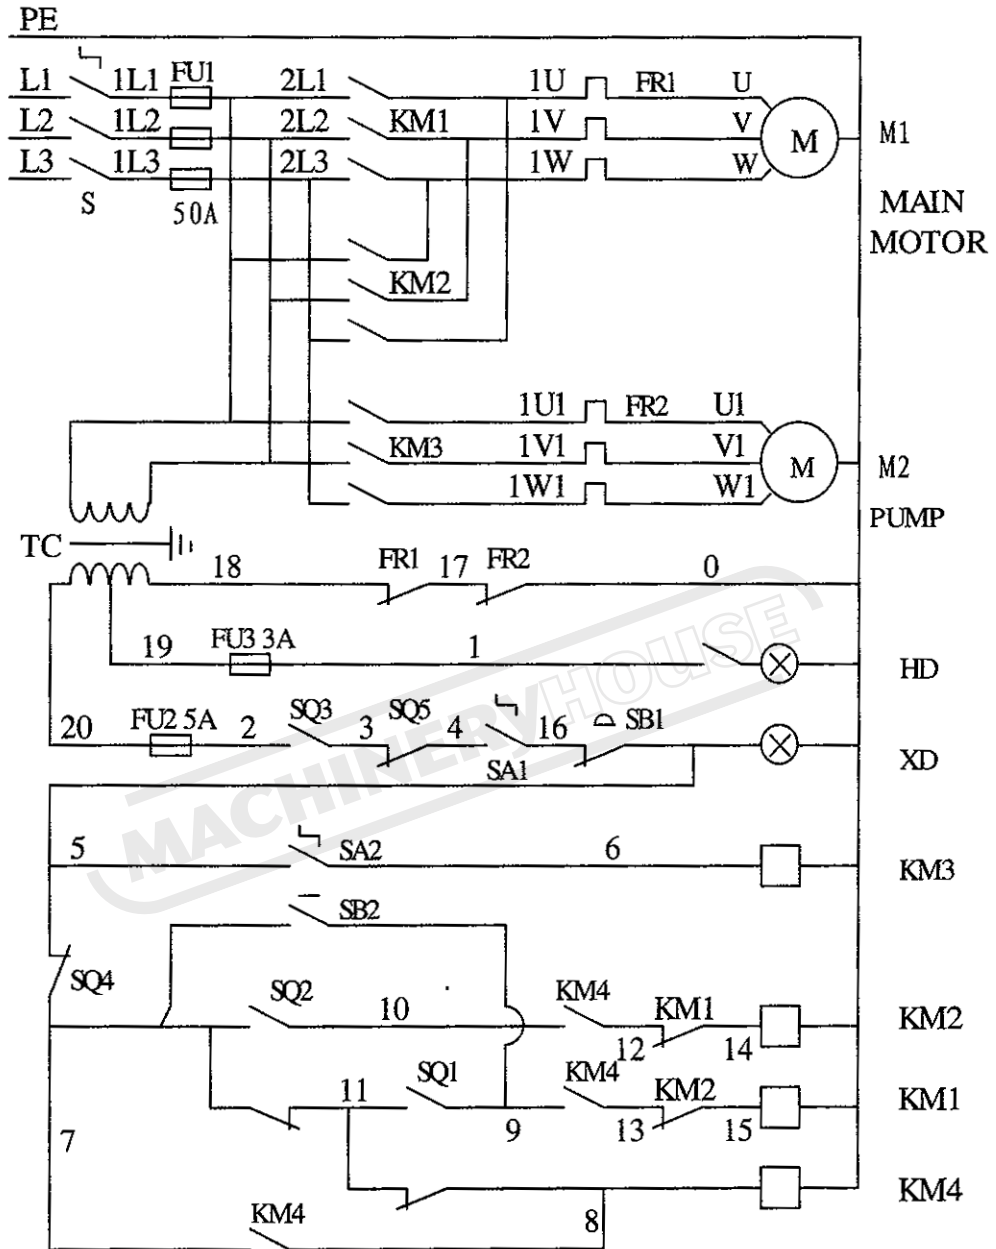 PE
L1 1L1 FU1 2L1 1U FR1 U
L2 1L2 2L2 KM1 1V V M M1
L3 1L3 2L3 1W W
S 50A MAIN
MOTOR
KM2
1U1 FR2 U1
KM3 1V1 V1 M M2
1W1 W1
PUMP
TC
18 FR1 17 FR2 0
19 FU3 3A 1 HD
20 FU2 5A 2 SQ3 3 SQ5 4 16 SB1 XD
SA1
5 SA2 6 KM3
SB2
SQ4
SQ2 10 KM4 KM1 KM2
12 14
11 SQ1 KM4 KM2 KM1
7 9 13 15
KM4
KM4 8
MACHINERYHOUSE